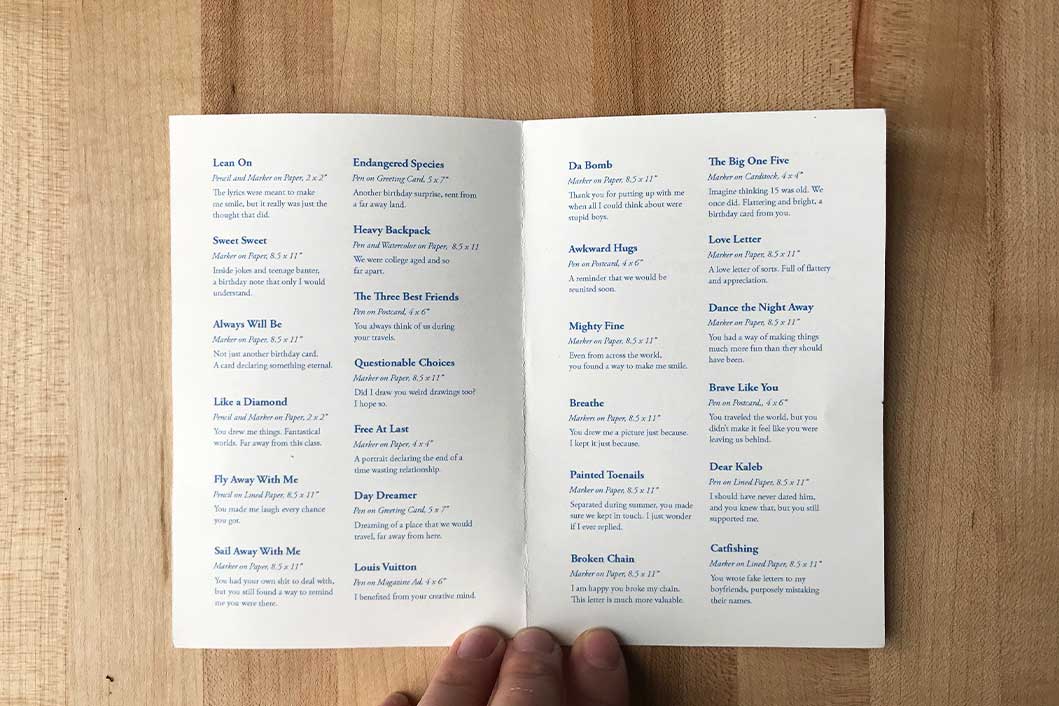 Lean On
Pencil and Marker on Paper, 2 x 2"
The lyrics were meant to make
me smile, but it really was just the
thought that did.
Sweet Sweet
Marker on Paper, 8.5 x 11"
Inside jokes and teenage banter,
a birthday note that only I would
understand.
Always Will Be
Marker on Paper, 8.5 x 11"
Not just another birthday card.
A card declaring something eternal.
Like a Diamond
Pencil and Marker on Paper, 2 x 2"
You drew me things. Fantastical
worlds. Far away from this class.
Fly Away With Me
Pencil on Lined Paper, 8.5 x 11"
You made me laugh every chance
you got.
Sail Away With Me
Marker on Paper, 8.5 x 11"
You had your own shit to deal with,
but you still found a way to remind
me you were there.
Endangered Species
Pen on Greeting Card, 5 x 7"
Another birthday surprise, sent from
a far away land.
Heavy Backpack
Pen and Watercolor on Paper, 8.5 x 11
We were college aged and so
far apart.
The Three Best Friends
Pen on Postcard, 4 x 6"
You always think of us during
your travels.
Questionable Choices
Marker on Paper, 8.5 x 11"
Did I draw you weird drawings too?
I hope so.
Free At Last
Marker on Paper, 4 x 4"
A portrait declaring the end of a
time wasting relationship.
Day Dreamer
Pen on Greeting Card, 5 x 7"
Dreaming of a place that we would
travel, far away from here.
Louis Vuitton
Pen on Magazine Ad, 4 x 6"
I benefited from your creative mind.
Da Bomb
Marker on Paper, 8.5 x 11"
Thank you for putting up with me
when all I could think about were
stupid boys.
Awkward Hugs
Pen on Postcard, 4 x 6"
A reminder that we would be
reunited soon.
Mighty Fine
Marker on Paper, 8.5 x 11"
Even from across the world,
you found a way to make me smile.
Breathe
Markers on Paper, 8.5 x 11"
You drew me a picture just because.
I kept it just because.
Painted Toenails
Marker on Paper, 8.5 x 11"
Separated during summer, you made
sure we kept in touch. I just wonder
if I ever replied.
Broken Chain
Marker on Paper, 8.5 x 11"
I am happy you broke my chain.
This letter is much more valuable.
The Big One Five
Marker on Cardstock, 4 x 4"
Imagine thinking 15 was old. We
once did. Flattering and bright, a
birthday card from you.
Love Letter
Marker on Paper, 8.5 x 11"
A love letter of sorts. Full of flattery
and appreciation.
Dance the Night Away
Marker on Paper, 8.5 x 11"
You had a way of making things
much more fun than they should
have been.
Brave Like You
Pen on Postcard,, 4 x 6"
You traveled the world, but you
didn't make it feel like you were
leaving us behind.
Dear Kaleb
Pen on Lined Paper, 8.5 x 11"
I should have never dated him,
and you knew that, but you still
supported me.
Catfishing
Marker on Lined Paper, 8.5 x 11"
You wrote fake letters to my
boyfriends, purposely mistaking
their names.